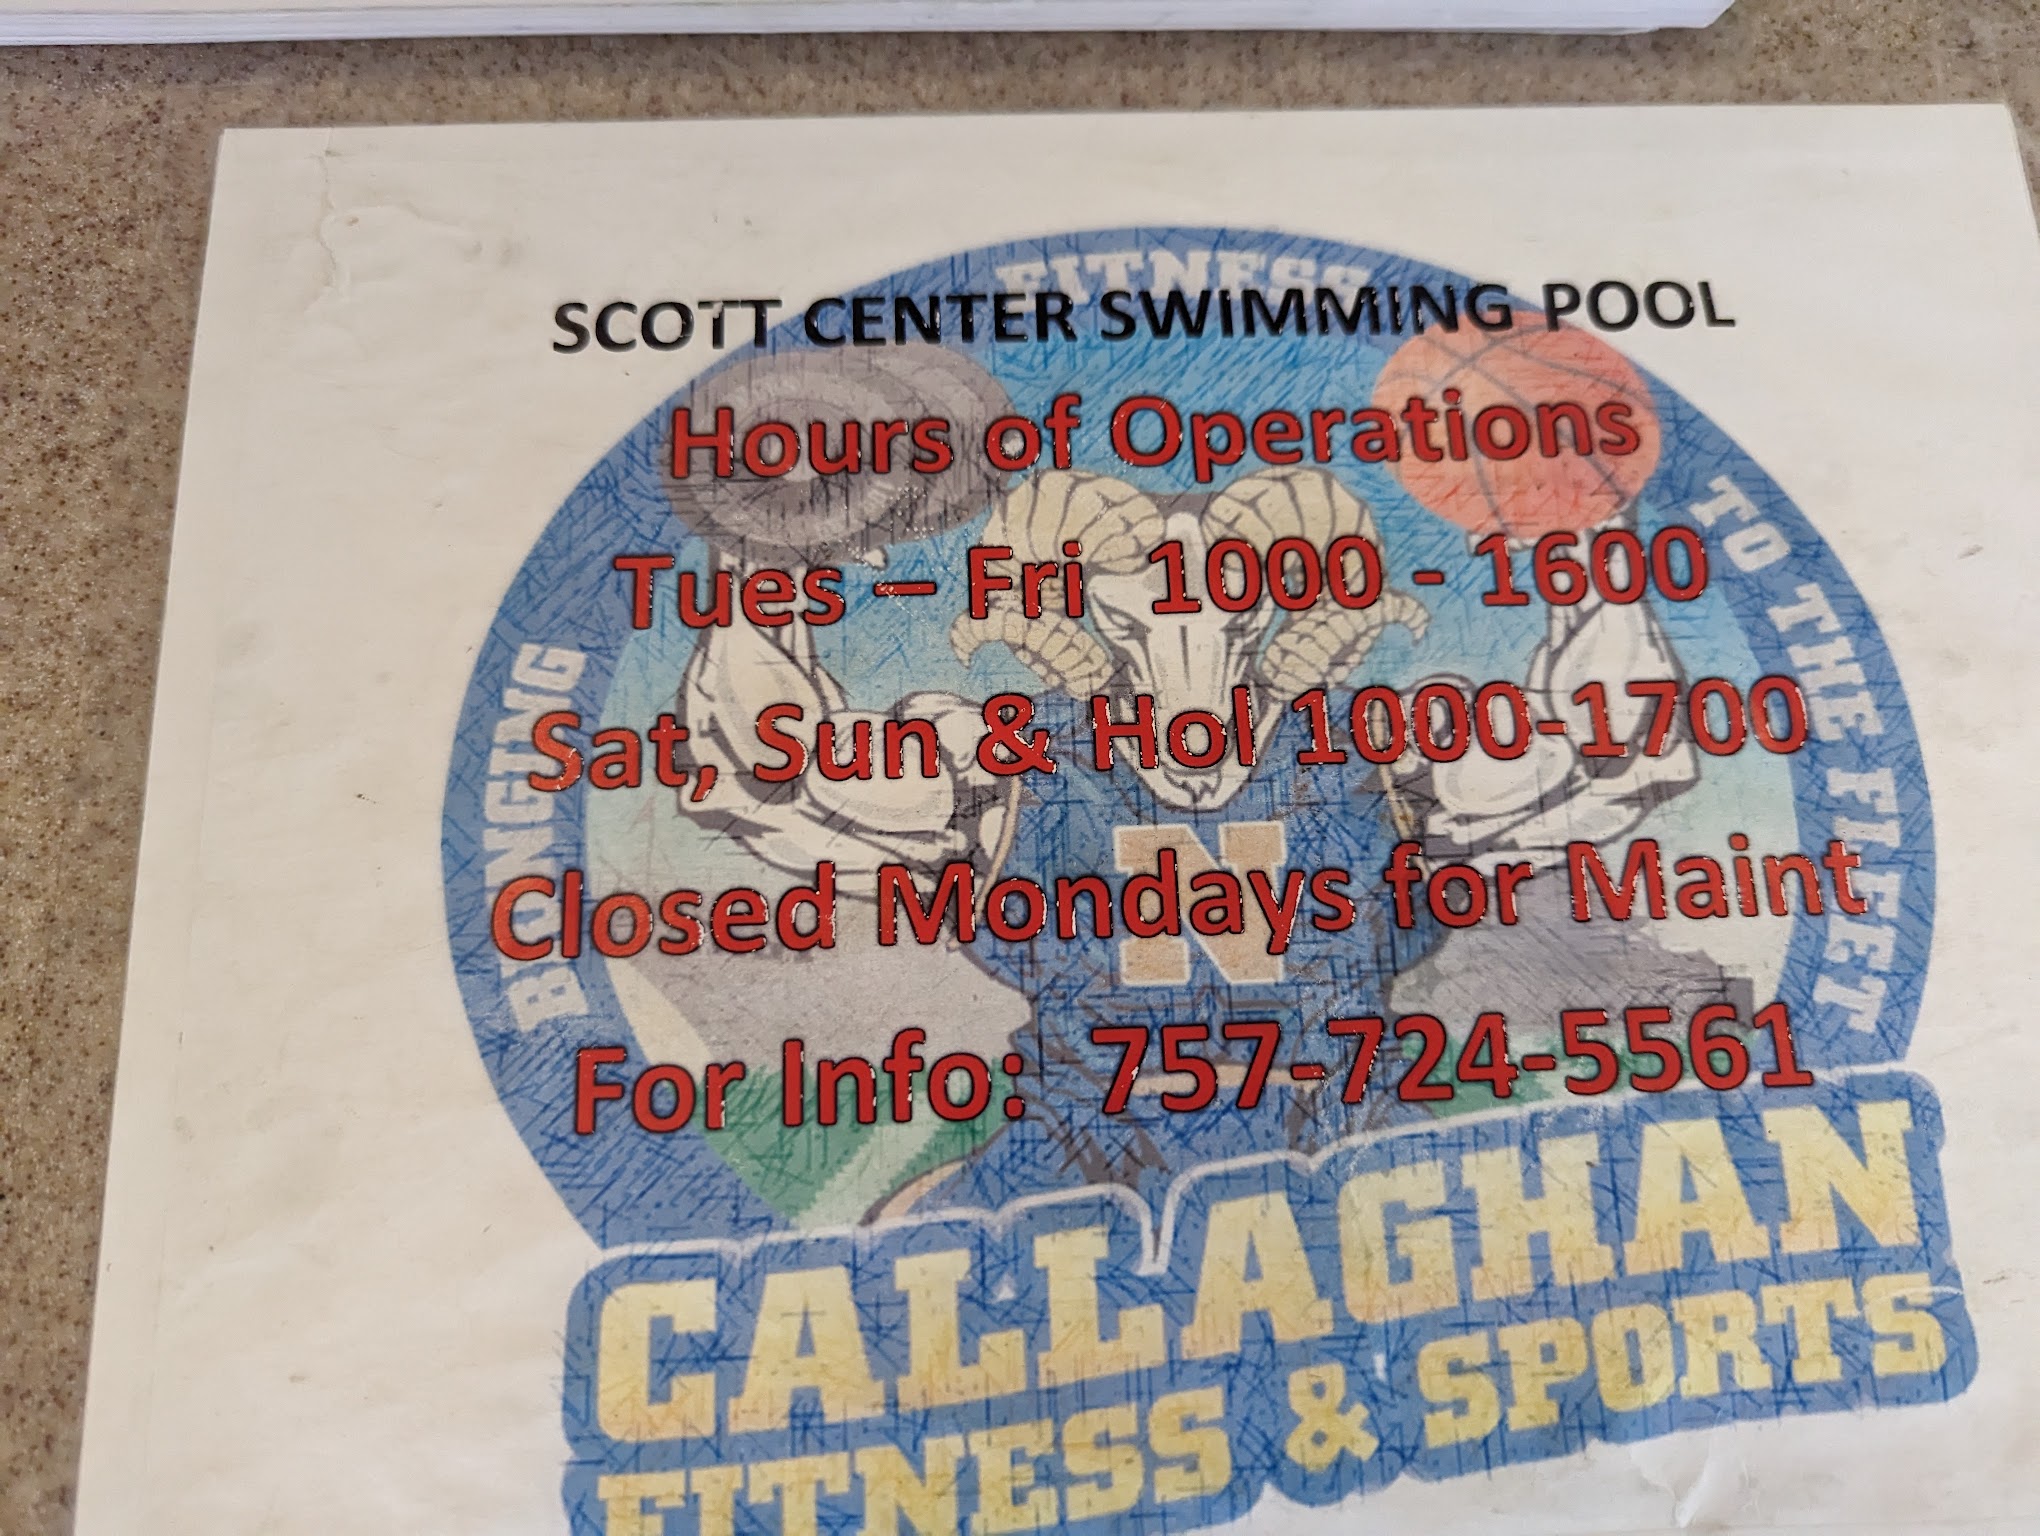 SCOTT CENTER SWIMMING POOL
Hours of Operations
Tues – Fri 1000 - 1600
Sat, Sun & Hol 1000-1700
Closed Mondays for Maint
For Info: 757-724-5561
BRINGING
FITNESS
TO THE FLEET
N
CALLAGHAN
FITNESS & SPORTS